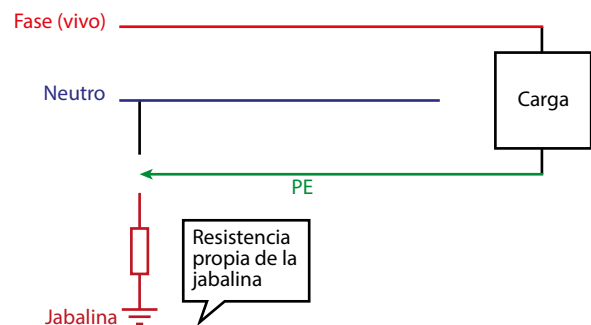 Fase (vivo)
Neutro
Carga
PE
Resistencia
propia de la
jabalina
Jabalina